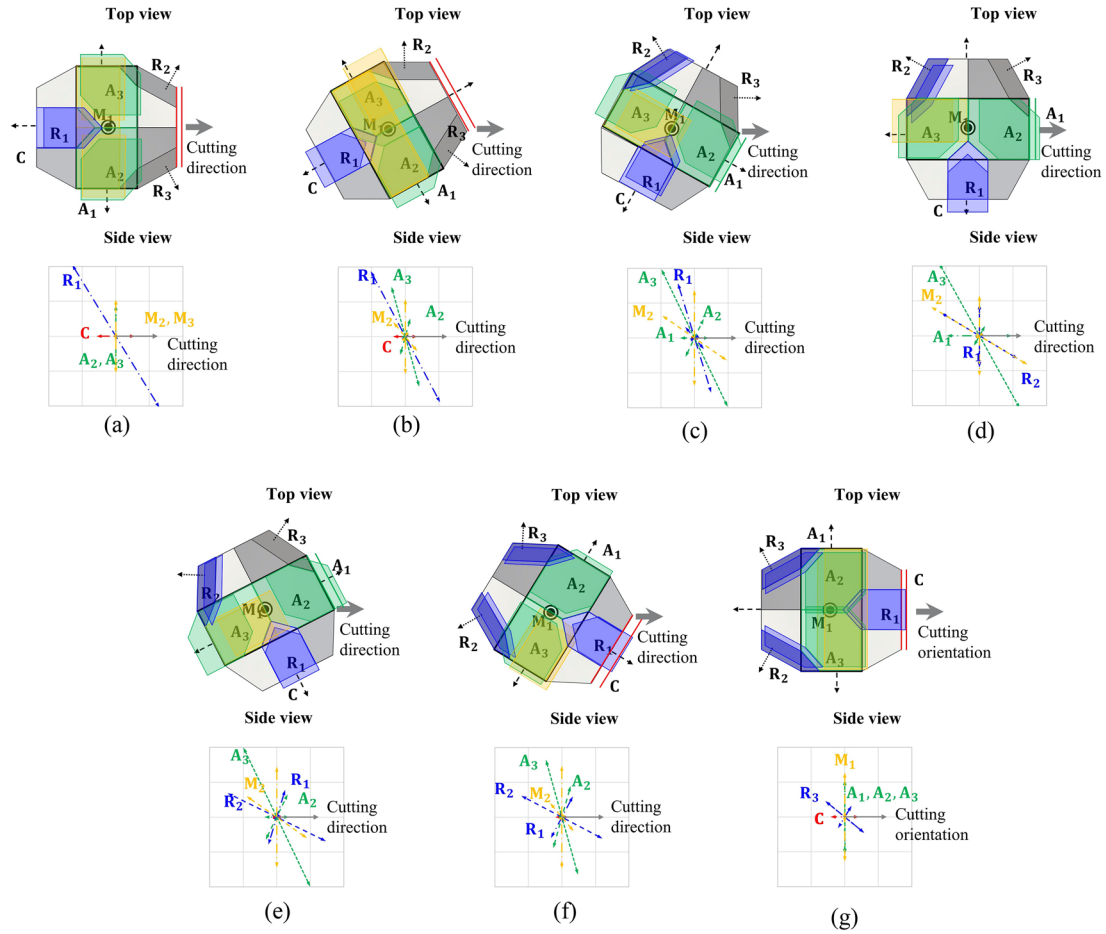 Top view
Top view
Top view
Top view
R₂
A₃
M₁
R₁
Cutting
direction
C
A₂
R₃
A₁
R₂
A₃
M₁
R₃
Cutting
direction
R₁
A₂
C
A₁
R₂
R₃
A₃
M₁
Cutting
direction
A₂
R₁
A₁
C
R₂
R₃
M₁
A₁
A₃
A₂
Cutting
direction
R₁
C
Side view
Side view
Side view
Side view
R₁
M₂, M₃
C
Cutting
direction
A₂, A₃
R₁
A₃
A₂
M₂
C
Cutting
direction
A₃
R₁
M₂
A₂
A₁
Cutting
direction
A₃
M₂
A₁
R₁
R₂
Cutting
direction
(a)
(b)
(c)
(d)
Top view
Top view
Top view
R₃
A₁
R₂
A₂
M₁
A₃
Cutting
direction
R₁
C
R₃
A₁
A₂
M₁
Cutting
direction
R₂
A₃
R₁
C
R₃
A₁
C
A₂
M₁
R₁
A₃
R₂
Cutting
orientation
Side view
Side view
Side view
A₃
R₁
M₂
R₂
A₂
Cutting
direction
A₃
A₂
R₂
M₂
R₁
Cutting
direction
M₁
A₁, A₂, A₃
R₃
C
Cutting
orientation
(e)
(f)
(g)